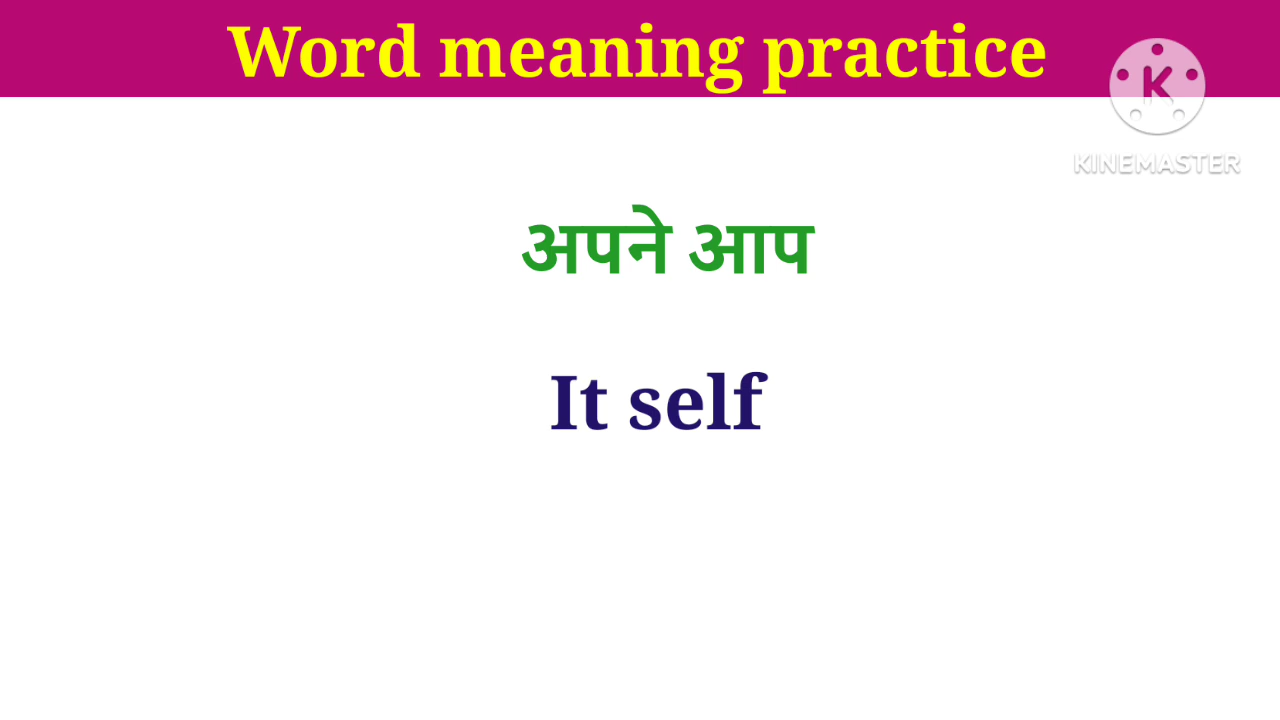 Word meaning practice
K
KINEMASTER
अपने आप
It self